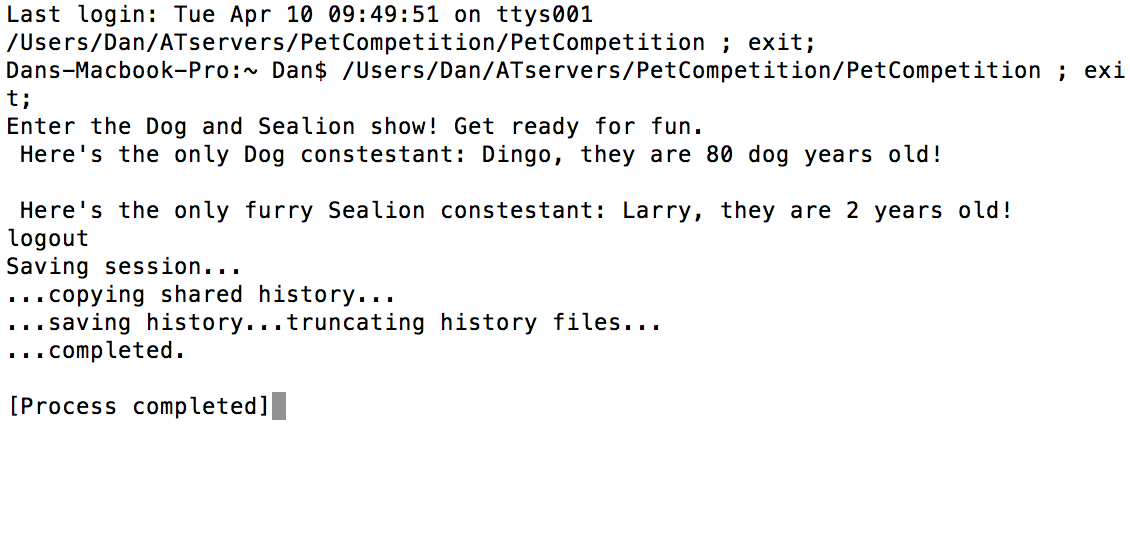 Last login: Tue Apr 10 09:49:51 on ttys001
/Users/Dan/ATservers/PetCompetition/PetCompetition ; exit;
Dans-Macbook-Pro:~ Dan$ /Users/Dan/ATservers/PetCompetition/PetCompetition ; exi
t;
Enter the Dog and Sealion show! Get ready for fun.
Here's the only Dog constestant: Dingo, they are 80 dog years old!
Here's the only furry Sealion constestant: Larry, they are 2 years old!
logout
Saving session...
...copying shared history...
...saving history...truncating history files...
...completed.
[Process completed]